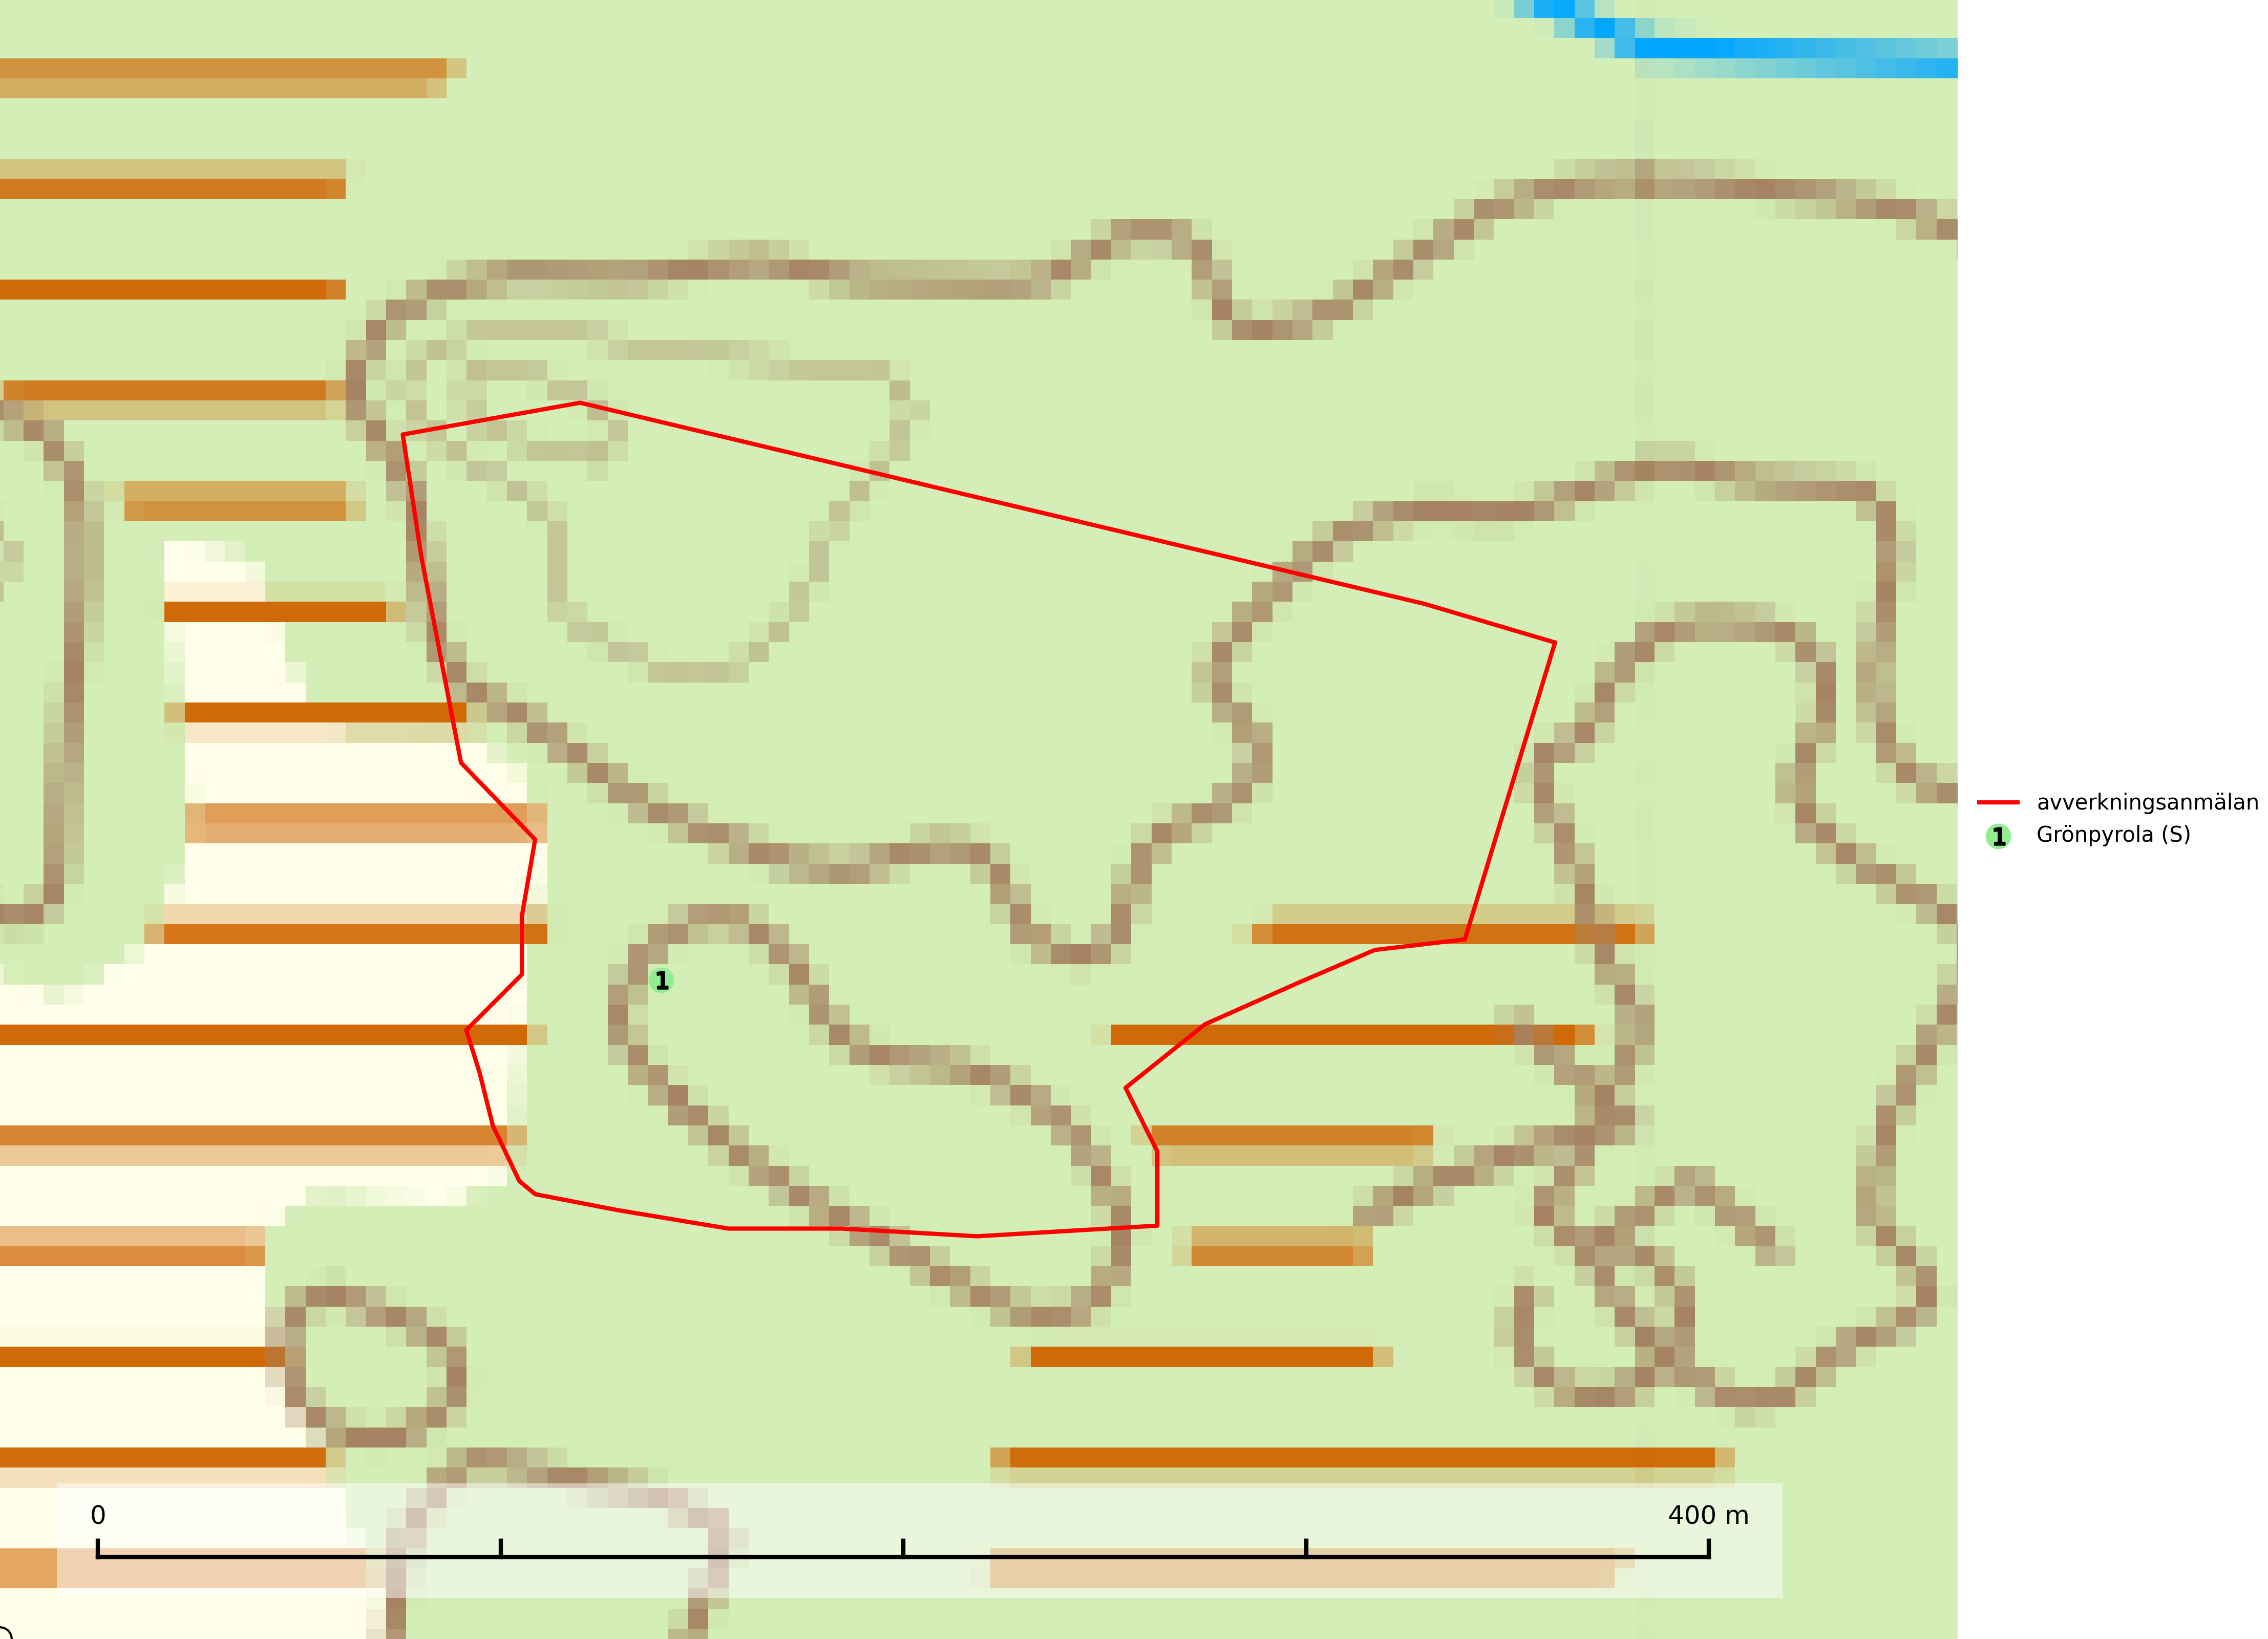 avverkningsanmälan
1 Grönpyrola (S)
1
0 400 m